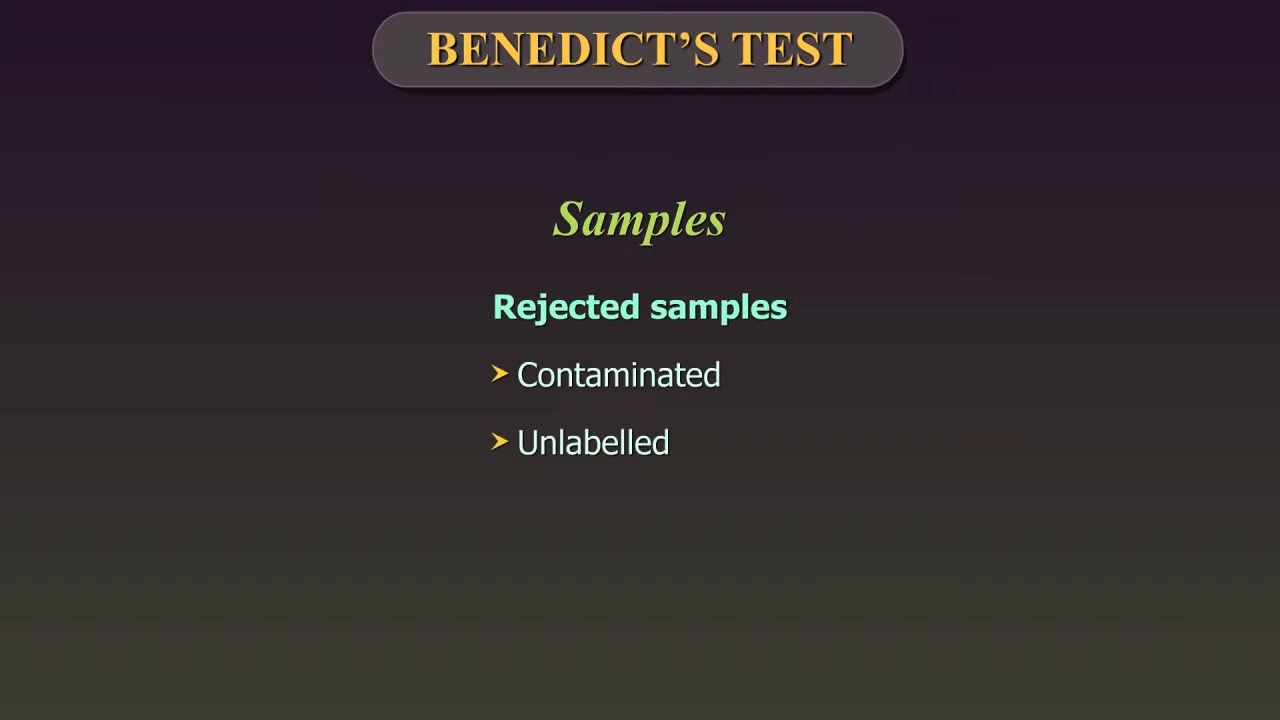 BENEDICT’S TEST
Samples
Rejected samples
➤ Contaminated
➤ Unlabelled